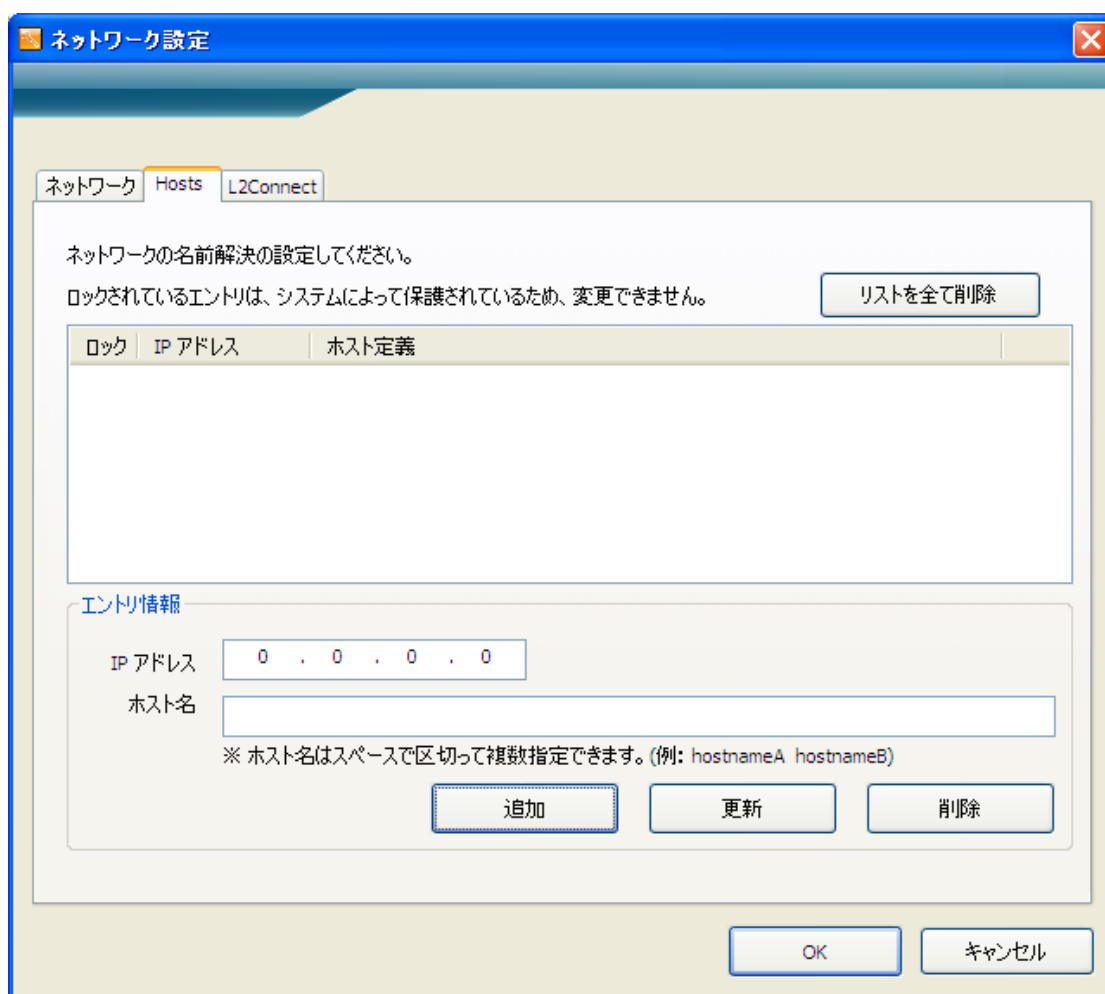 ネットワーク設定
ネットワーク Hosts L2Connect
ネットワークの名前解決の設定してください。
ロックされているエントリは、システムによって保護されているため、変更できません。
リストを全て削除
ロック IP アドレス ホスト定義
エントリ情報
IP アドレス 0 . 0 . 0 . 0
ホスト名
※ ホスト名はスペースで区切って複数指定できます。(例: hostnameA hostnameB)
追加 更新 削除
OK キャンセル